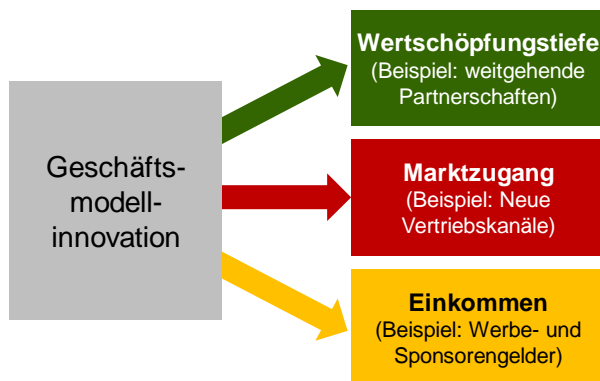 Geschäfts-
modell-
innovation
Wertschöpfungstiefe
(Beispiel: weitgehende
Partnerschaften)
Marktzugang
(Beispiel: Neue
Vertriebskanäle)
Einkommen
(Beispiel: Werbe- und
Sponsorengelder)